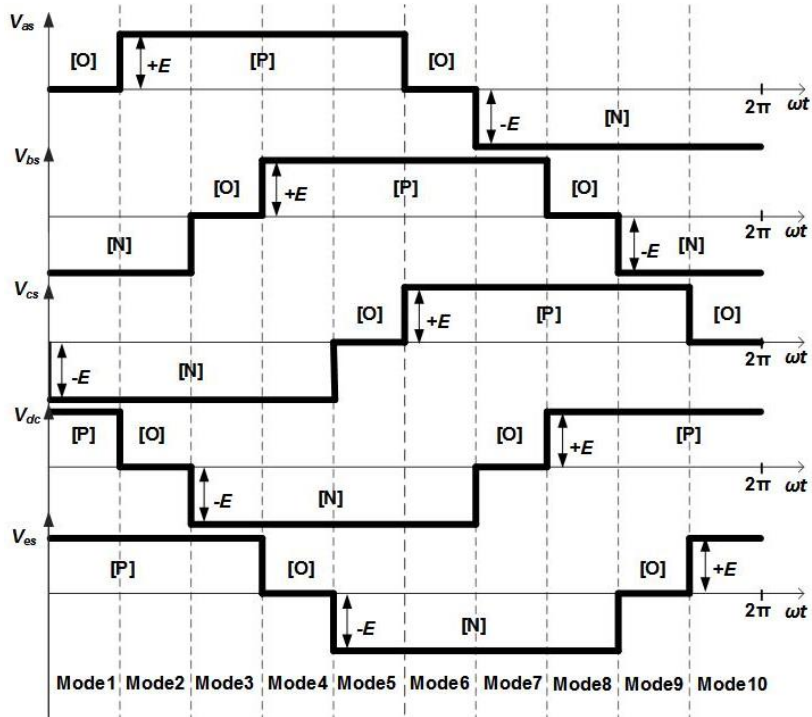 Vas
[O] +E [P] [O]
2π ωt
-E [N]
Vbs
[O] +E [P] [O]
2π ωt
[N] -E [N]
Vcs
[O] +E [P] [O]
2π ωt
-E [N]
Vdc
[P] [O] [O] +E [P]
2π ωt
-E [N]
Ves
[P] [O] [O] +E
2π ωt
-E [N]
Mode1 Mode2 Mode3 Mode4 Mode5 Mode6 Mode7 Mode8 Mode9 Mode10